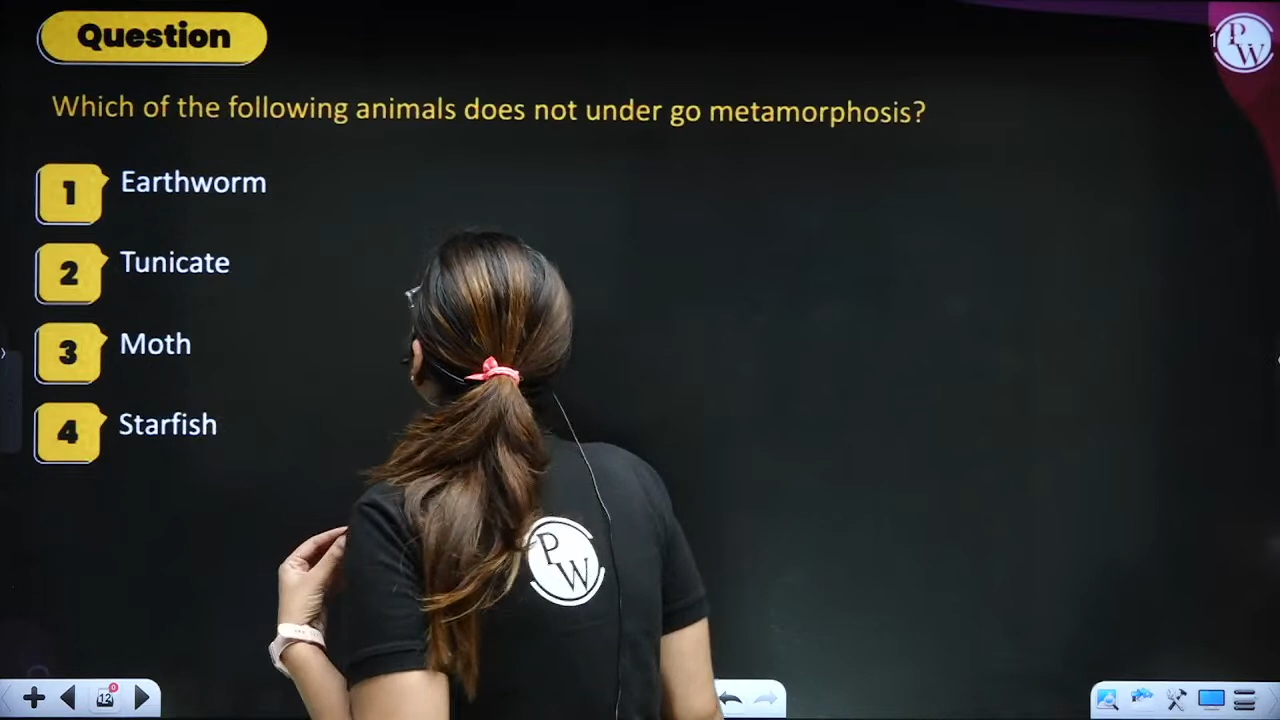 Question
PW
Which of the following animals does not under go metamorphosis?
1 Earthworm
2 Tunicate
3 Moth
4 Starfish
PW
12